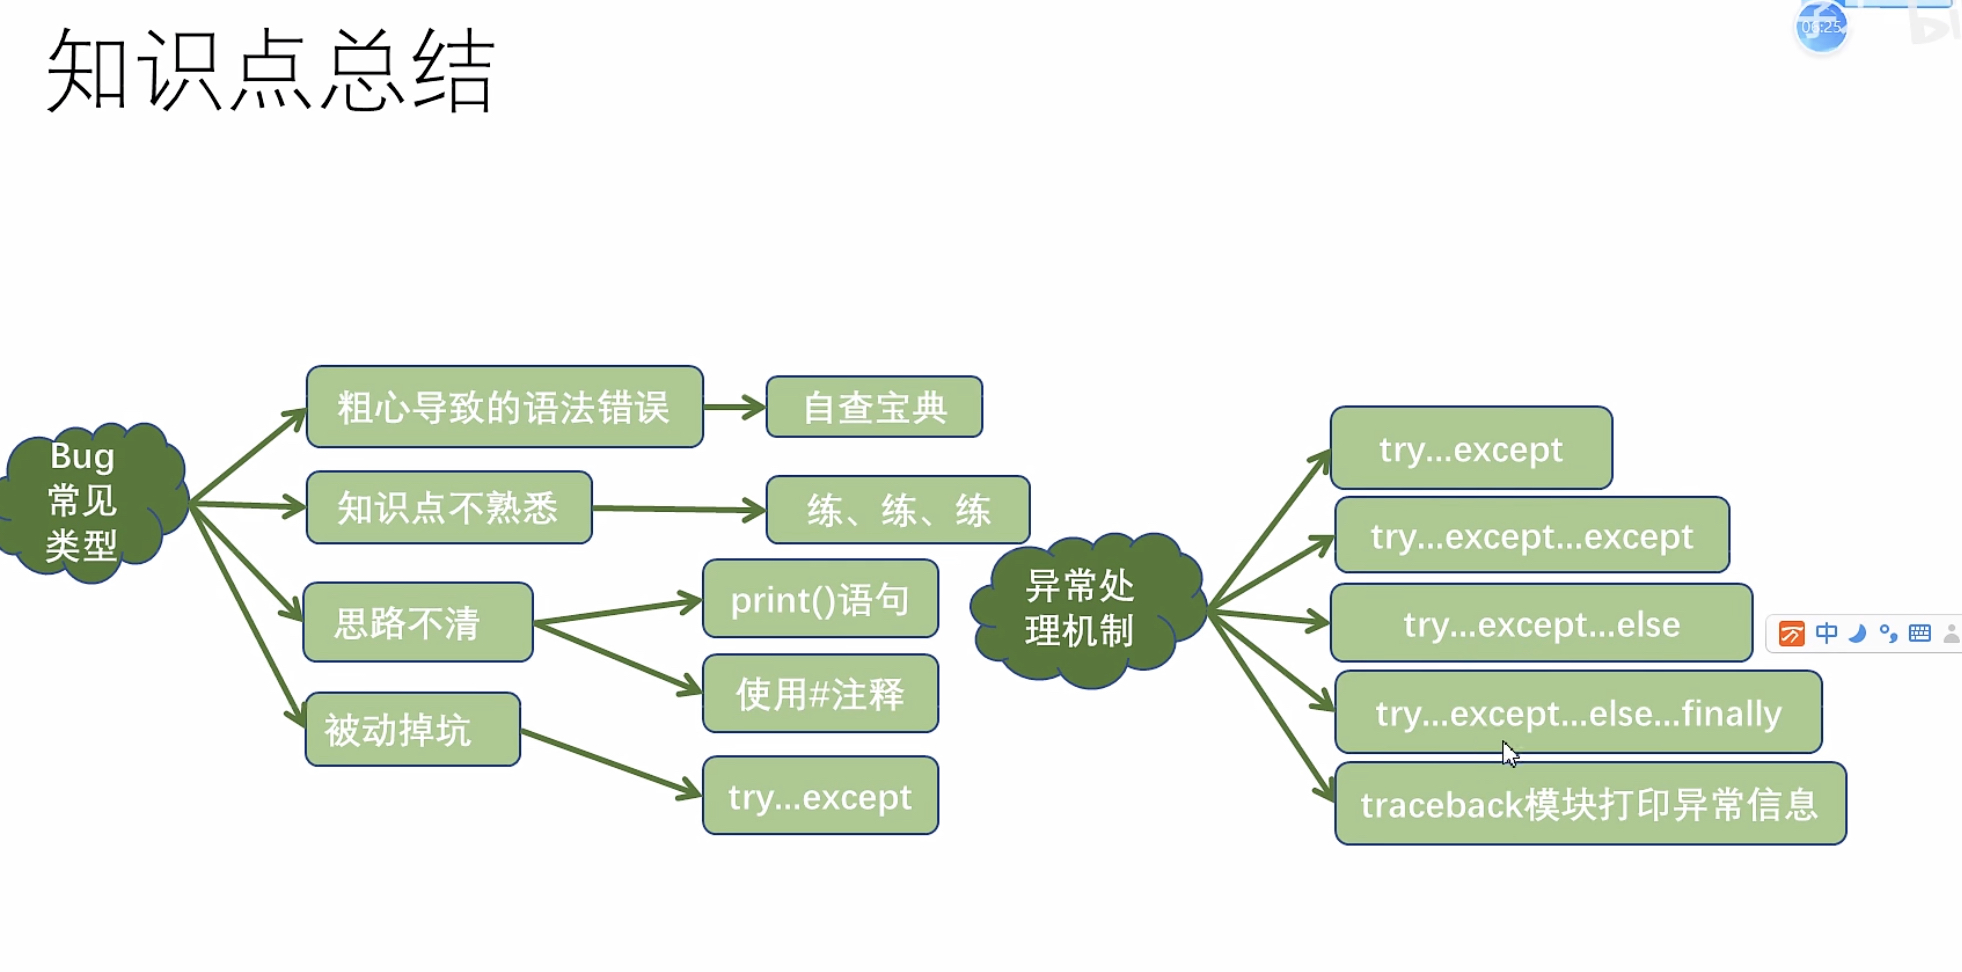 知识点总结
06:25
Bug
常见
类型
粗心导致的语法错误
自查宝典
知识点不熟悉
练、练、练
思路不清
print()语句
使用#注释
被动掉坑
try...except
异常处
理机制
try...except
try...except...except
try...except...else
try...except...else...finally
traceback模块打印异常信息
中